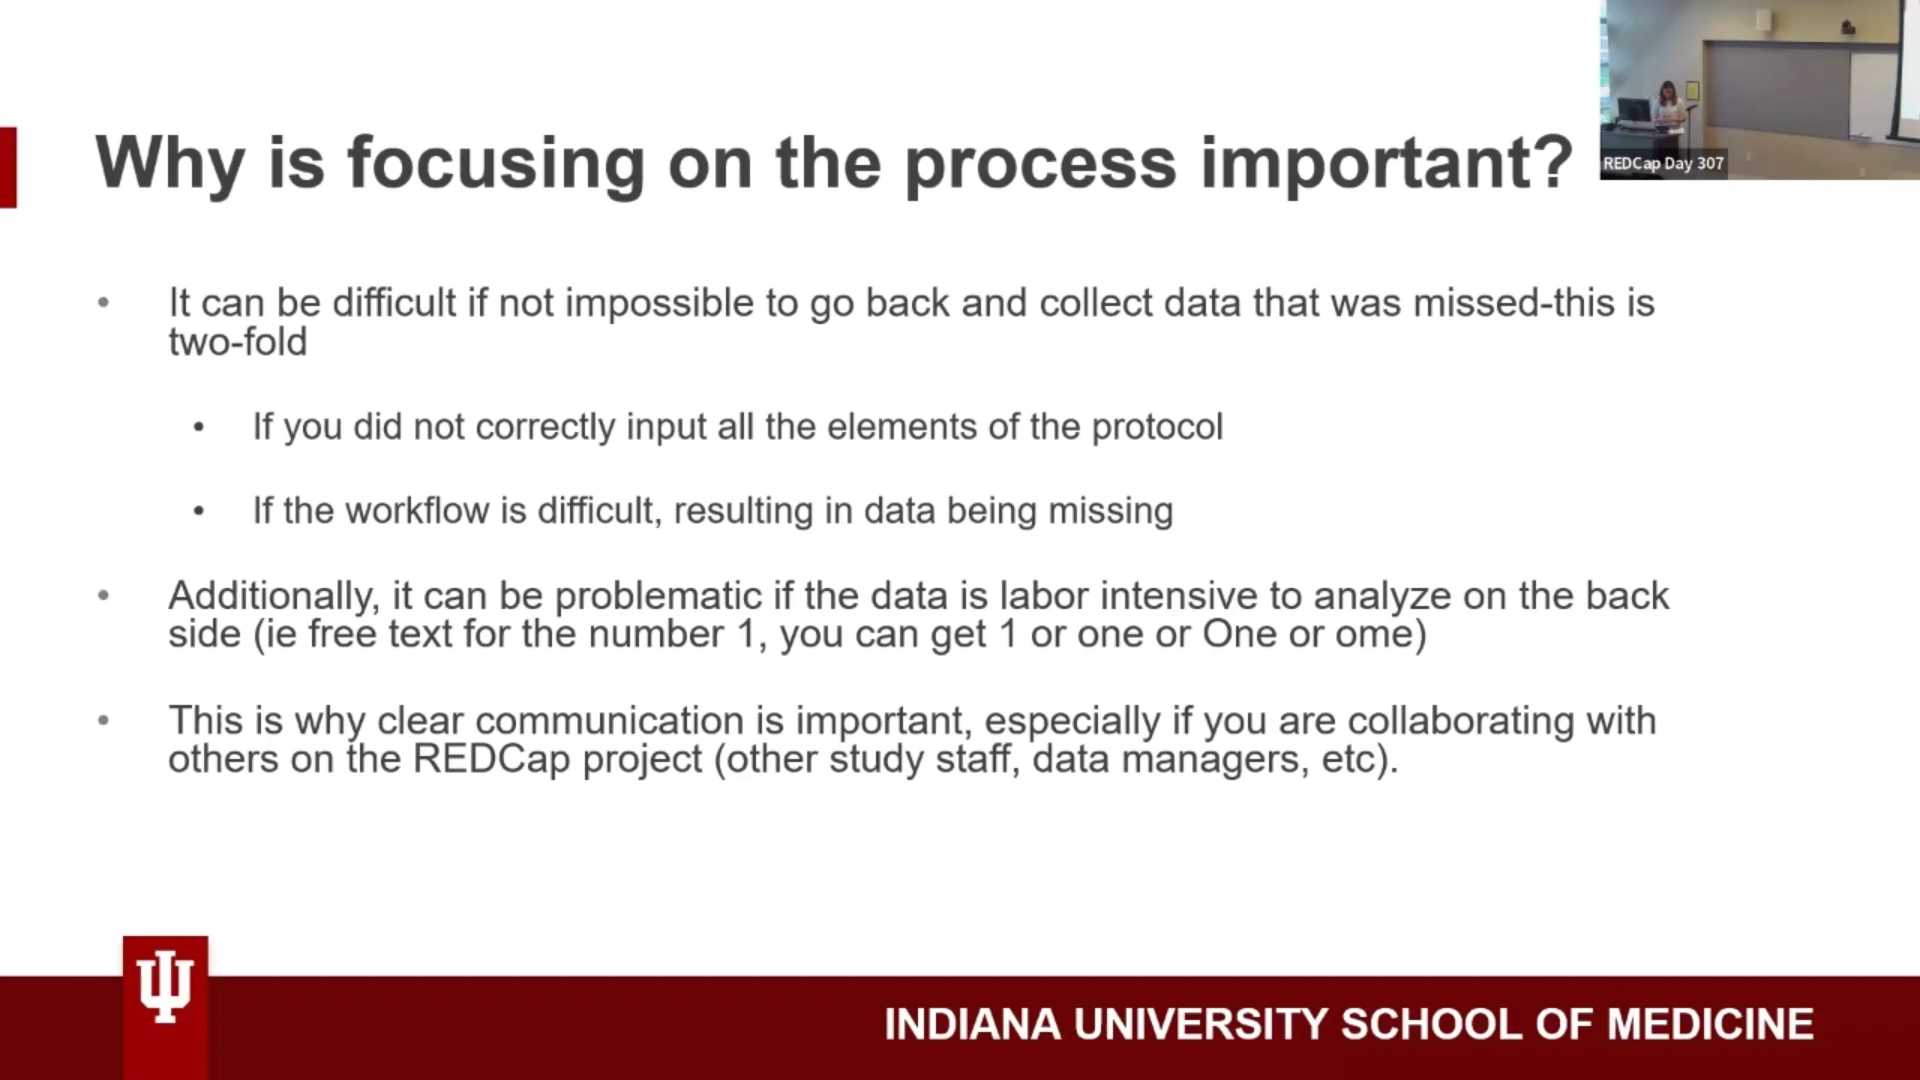 Why is focusing on the process important?
REDCap Day 307
• It can be difficult if not impossible to go back and collect data that was missed-this is
two-fold
• If you did not correctly input all the elements of the protocol
• If the workflow is difficult, resulting in data being missing
• Additionally, it can be problematic if the data is labor intensive to analyze on the back
side (ie free text for the number 1, you can get 1 or one or One or ome)
• This is why clear communication is important, especially if you are collaborating with
others on the REDCap project (other study staff, data managers, etc).
INDIANA UNIVERSITY SCHOOL OF MEDICINE